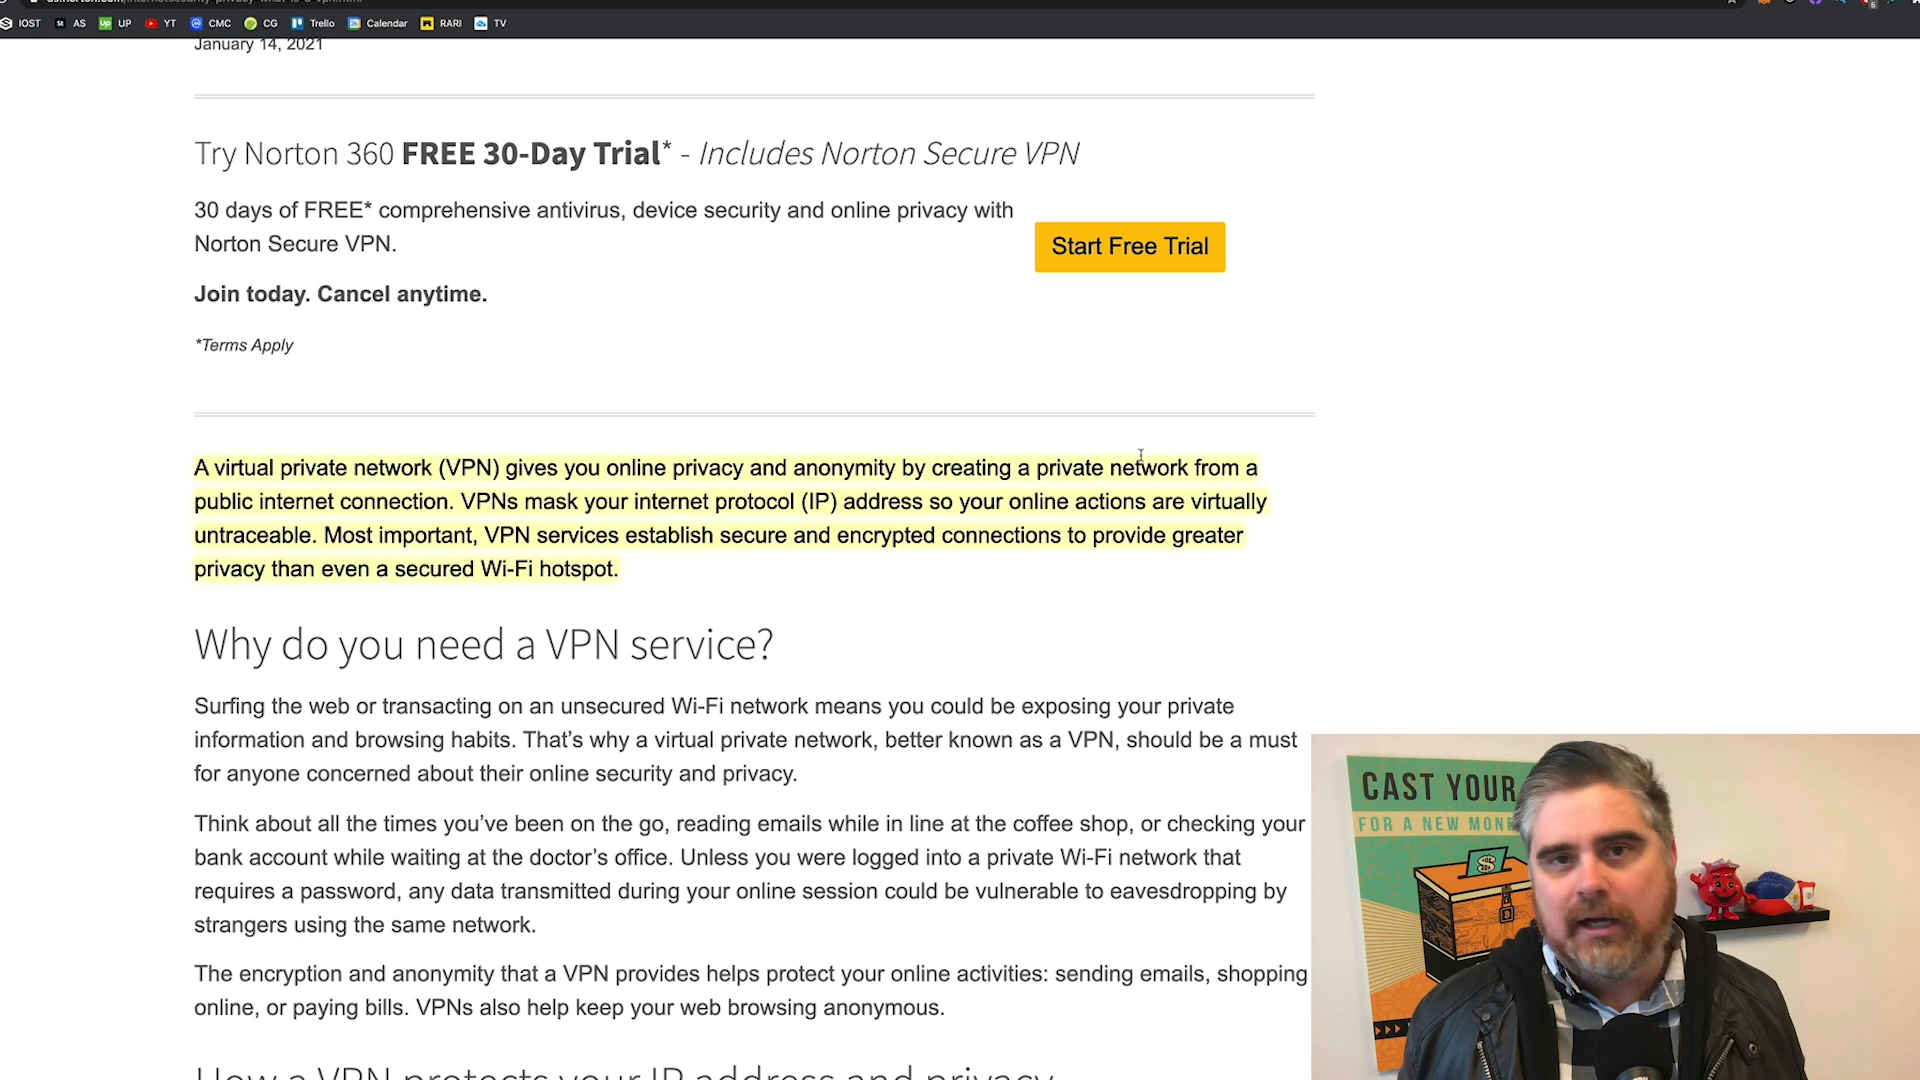 IOST AS UP YT CMC CG Trello Calendar RARI TV
January 14, 2021
Try Norton 360 FREE 30-Day Trial* - Includes Norton Secure VPN
30 days of FREE* comprehensive antivirus, device security and online privacy with
Norton Secure VPN.
Start Free Trial
Join today. Cancel anytime.
*Terms Apply
A virtual private network (VPN) gives you online privacy and anonymity by creating a private network from a
public internet connection. VPNs mask your internet protocol (IP) address so your online actions are virtually
untraceable. Most important, VPN services establish secure and encrypted connections to provide greater
privacy than even a secured Wi-Fi hotspot.
Why do you need a VPN service?
Surfing the web or transacting on an unsecured Wi-Fi network means you could be exposing your private
information and browsing habits. That’s why a virtual private network, better known as a VPN, should be a must
for anyone concerned about their online security and privacy.
Think about all the times you’ve been on the go, reading emails while in line at the coffee shop, or checking your
bank account while waiting at the doctor’s office. Unless you were logged into a private Wi-Fi network that
requires a password, any data transmitted during your online session could be vulnerable to eavesdropping by
strangers using the same network.
The encryption and anonymity that a VPN provides helps protect your online activities: sending emails, shopping
online, or paying bills. VPNs also help keep your web browsing anonymous.
How a VPN protects your IP address and privacy
CAST YOUR
FOR A NEW